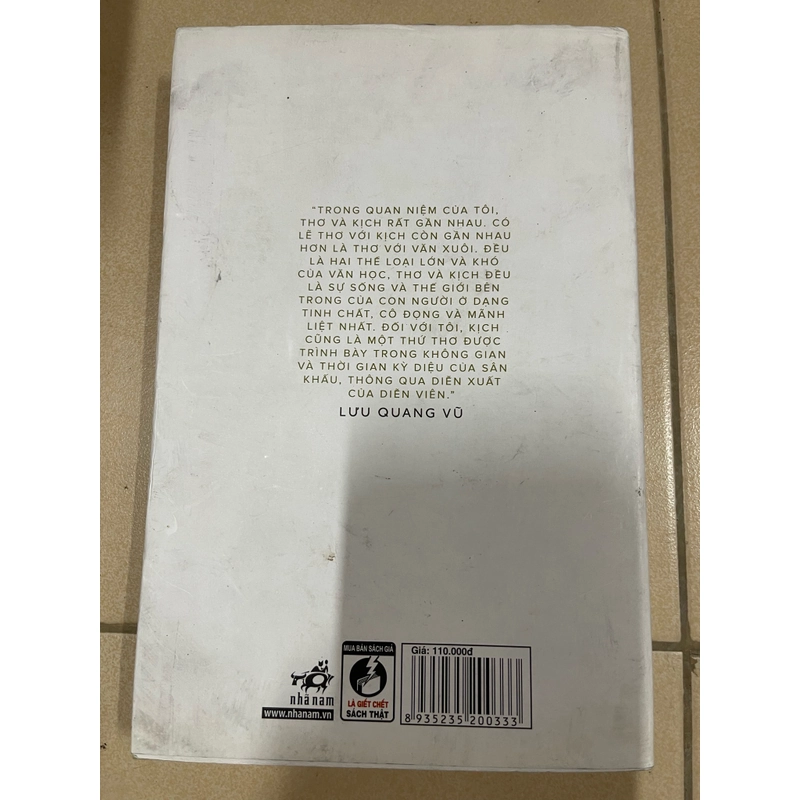 “TRONG QUAN NIỆM CỦA TÔI,
THƠ VÀ KỊCH RẤT GẦN NHAU. CÓ
LẼ THƠ VỚI KỊCH CÒN GẦN NHAU
HƠN LÀ THƠ VỚI VĂN XUÔI. ĐỀU
LÀ HAI THỂ LOẠI LỚN VÀ KHÓ
CỦA VĂN HỌC, THƠ VÀ KỊCH ĐỀU
LÀ SỰ SỐNG VÀ THẾ GIỚI BÊN
TRONG CỦA CON NGƯỜI Ở DẠNG
TINH CHẤT, CÔ ĐỌNG VÀ MÃNH
LIỆT NHẤT. ĐỐI VỚI TÔI, KỊCH
CŨNG LÀ MỘT THỨ THƠ ĐƯỢC
TRÌNH BÀY TRONG KHÔNG GIAN
VÀ THỜI GIAN KỲ DIỆU CỦA SÂN
KHẤU, THÔNG QUA DIỄN XUẤT
CỦA DIỄN VIÊN.”
LƯU QUANG VŨ
nhã nam
www.nhanam.vn
MUA BÁN SÁCH GIẢ
LÀ GIẾT CHẾT
SÁCH THẬT
Giá: 110.000đ
8 935235 200333